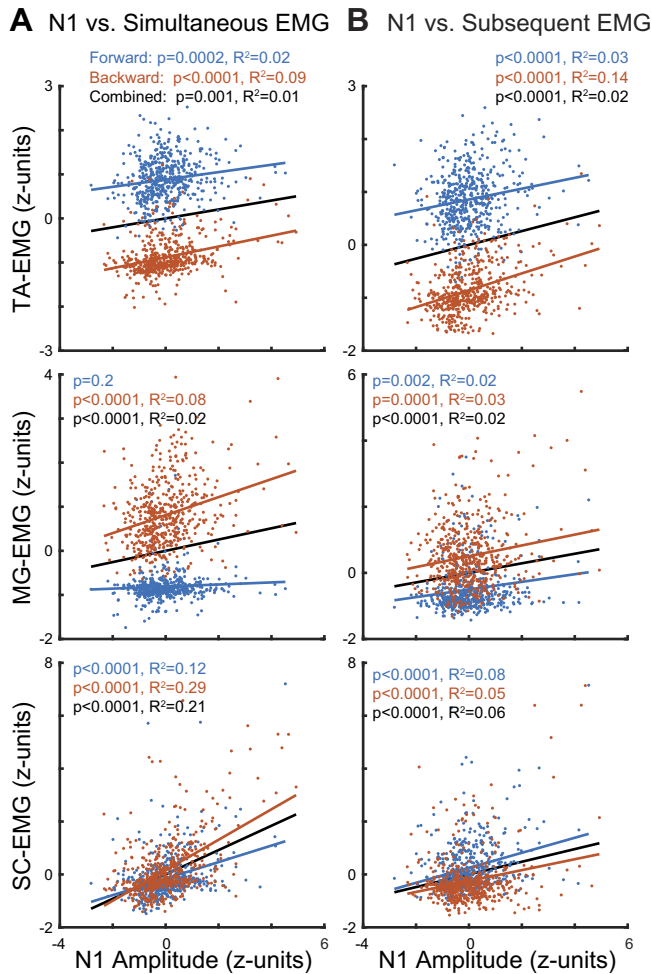 A N1 vs. Simultaneous EMG
B N1 vs. Subsequent EMG
Forward: p=0.0002, R²=0.02
Backward: p<0.0001, R²=0.09
Combined: p=0.001, R²=0.01
p<0.0001, R²=0.03
p<0.0001, R²=0.14
p<0.0001, R²=0.02
TA-EMG (z-units)
3
0
-3
2
0
-2
MG-EMG (z-units)
p=0.2
p<0.0001, R²=0.08
p<0.0001, R²=0.02
4
0
-2
p=0.002, R²=0.02
p=0.0001, R²=0.03
p<0.0001, R²=0.02
6
0
-2
SC-EMG (z-units)
p<0.0001, R²=0.12
p<0.0001, R²=0.29
p<0.0001, R²=0.21
8
0
-2
p<0.0001, R²=0.08
p<0.0001, R²=0.05
p<0.0001, R²=0.06
8
0
-2
-4 0 6
-4 0 6
N1 Amplitude (z-units)
N1 Amplitude (z-units)